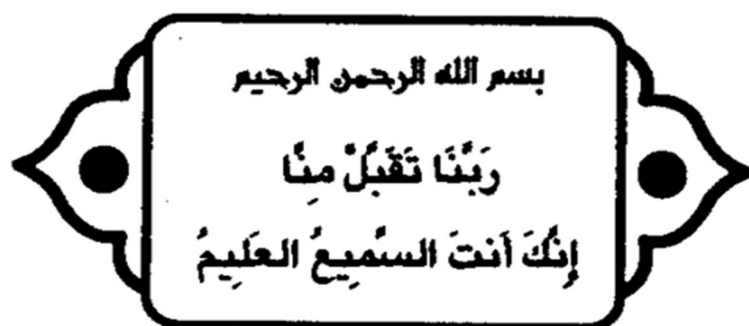 بسم الله الرحمن الرحيم
رَبَّنَا تَقَبَّلْ مِنَّا
إِنَّكَ أَنتَ السَّمِيعُ العَلِيمُ